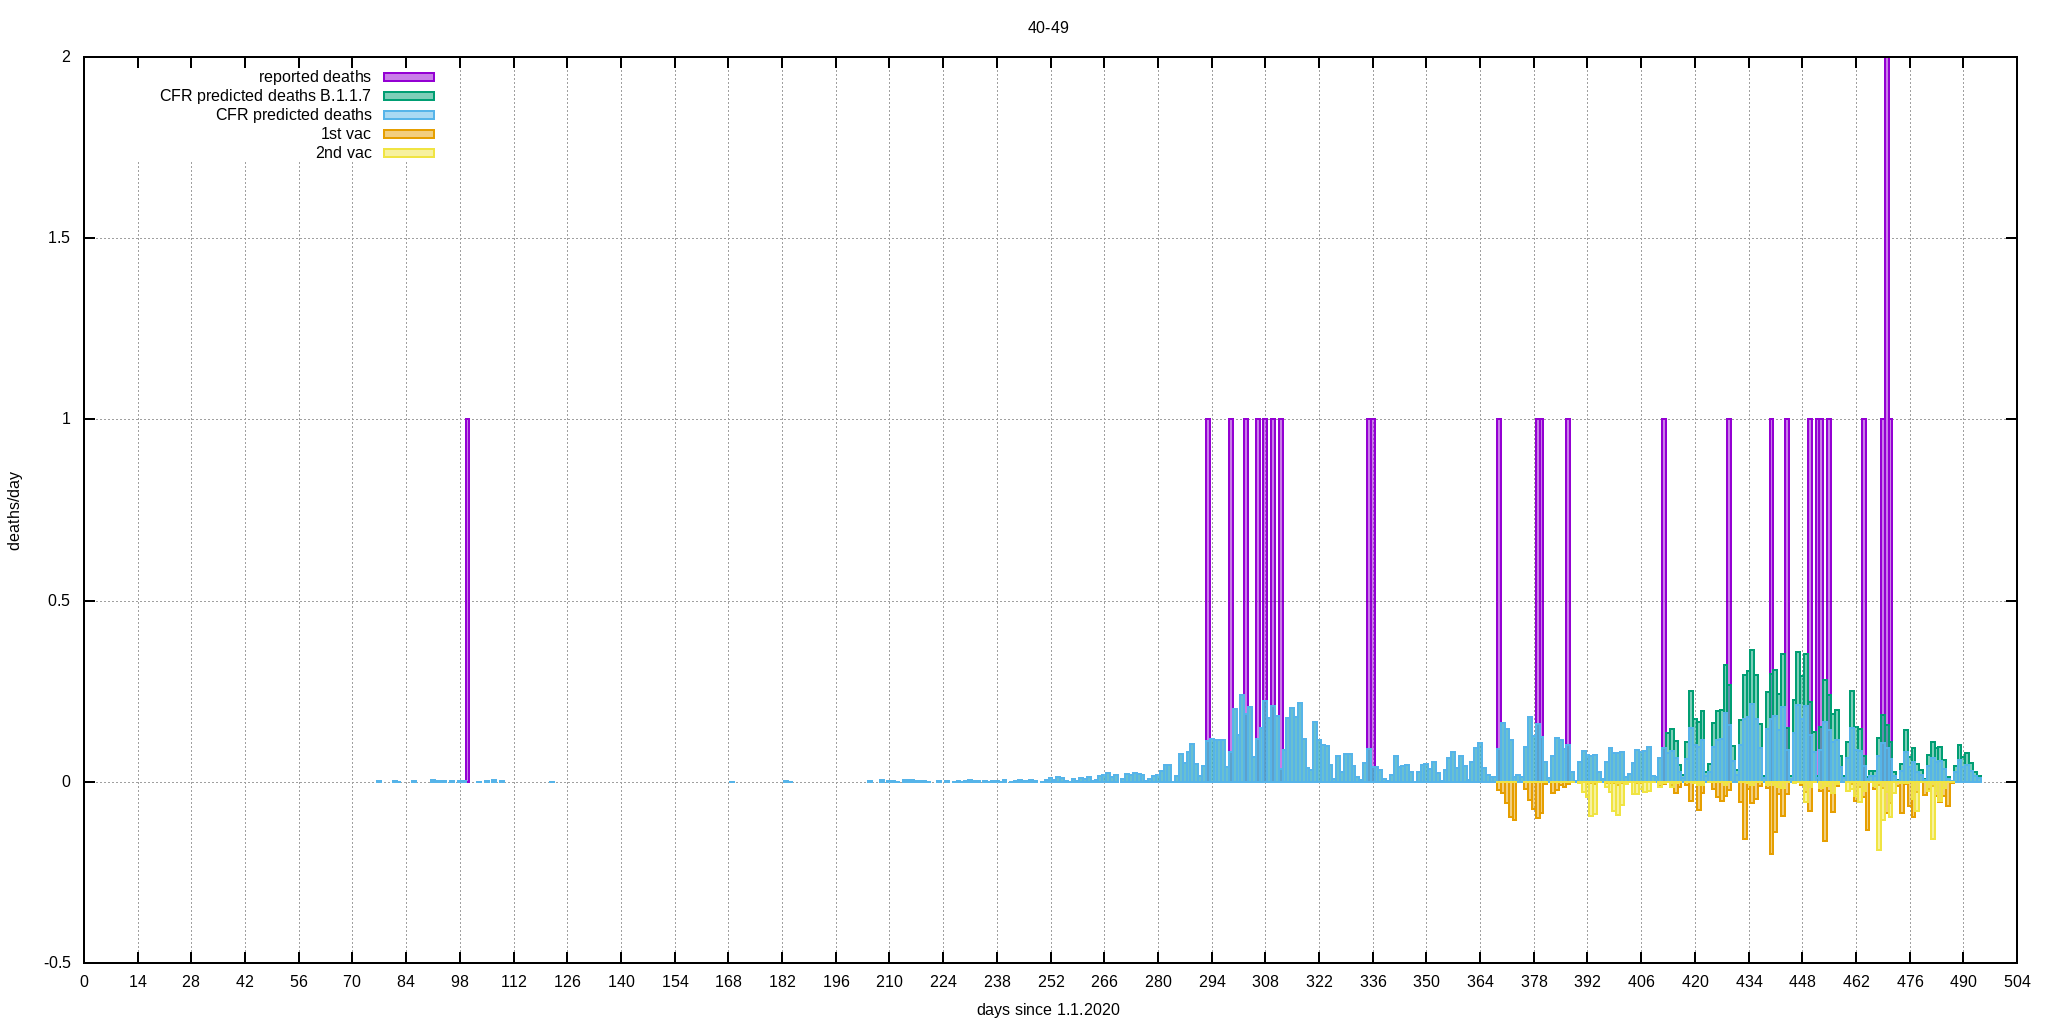 40-49
2
1.5
1
0.5
0
-0.5
reported deaths
CFR predicted deaths B.1.1.7
CFR predicted deaths
1st vac
2nd vac
deaths/day
0 14 28 42 56 70 84 98 112 126 140 154 168 182 196 210 224 238 252 266 280 294 308 322 336 350 364 378 392 406 420 434 448 462 476 490 504
days since 1.1.2020